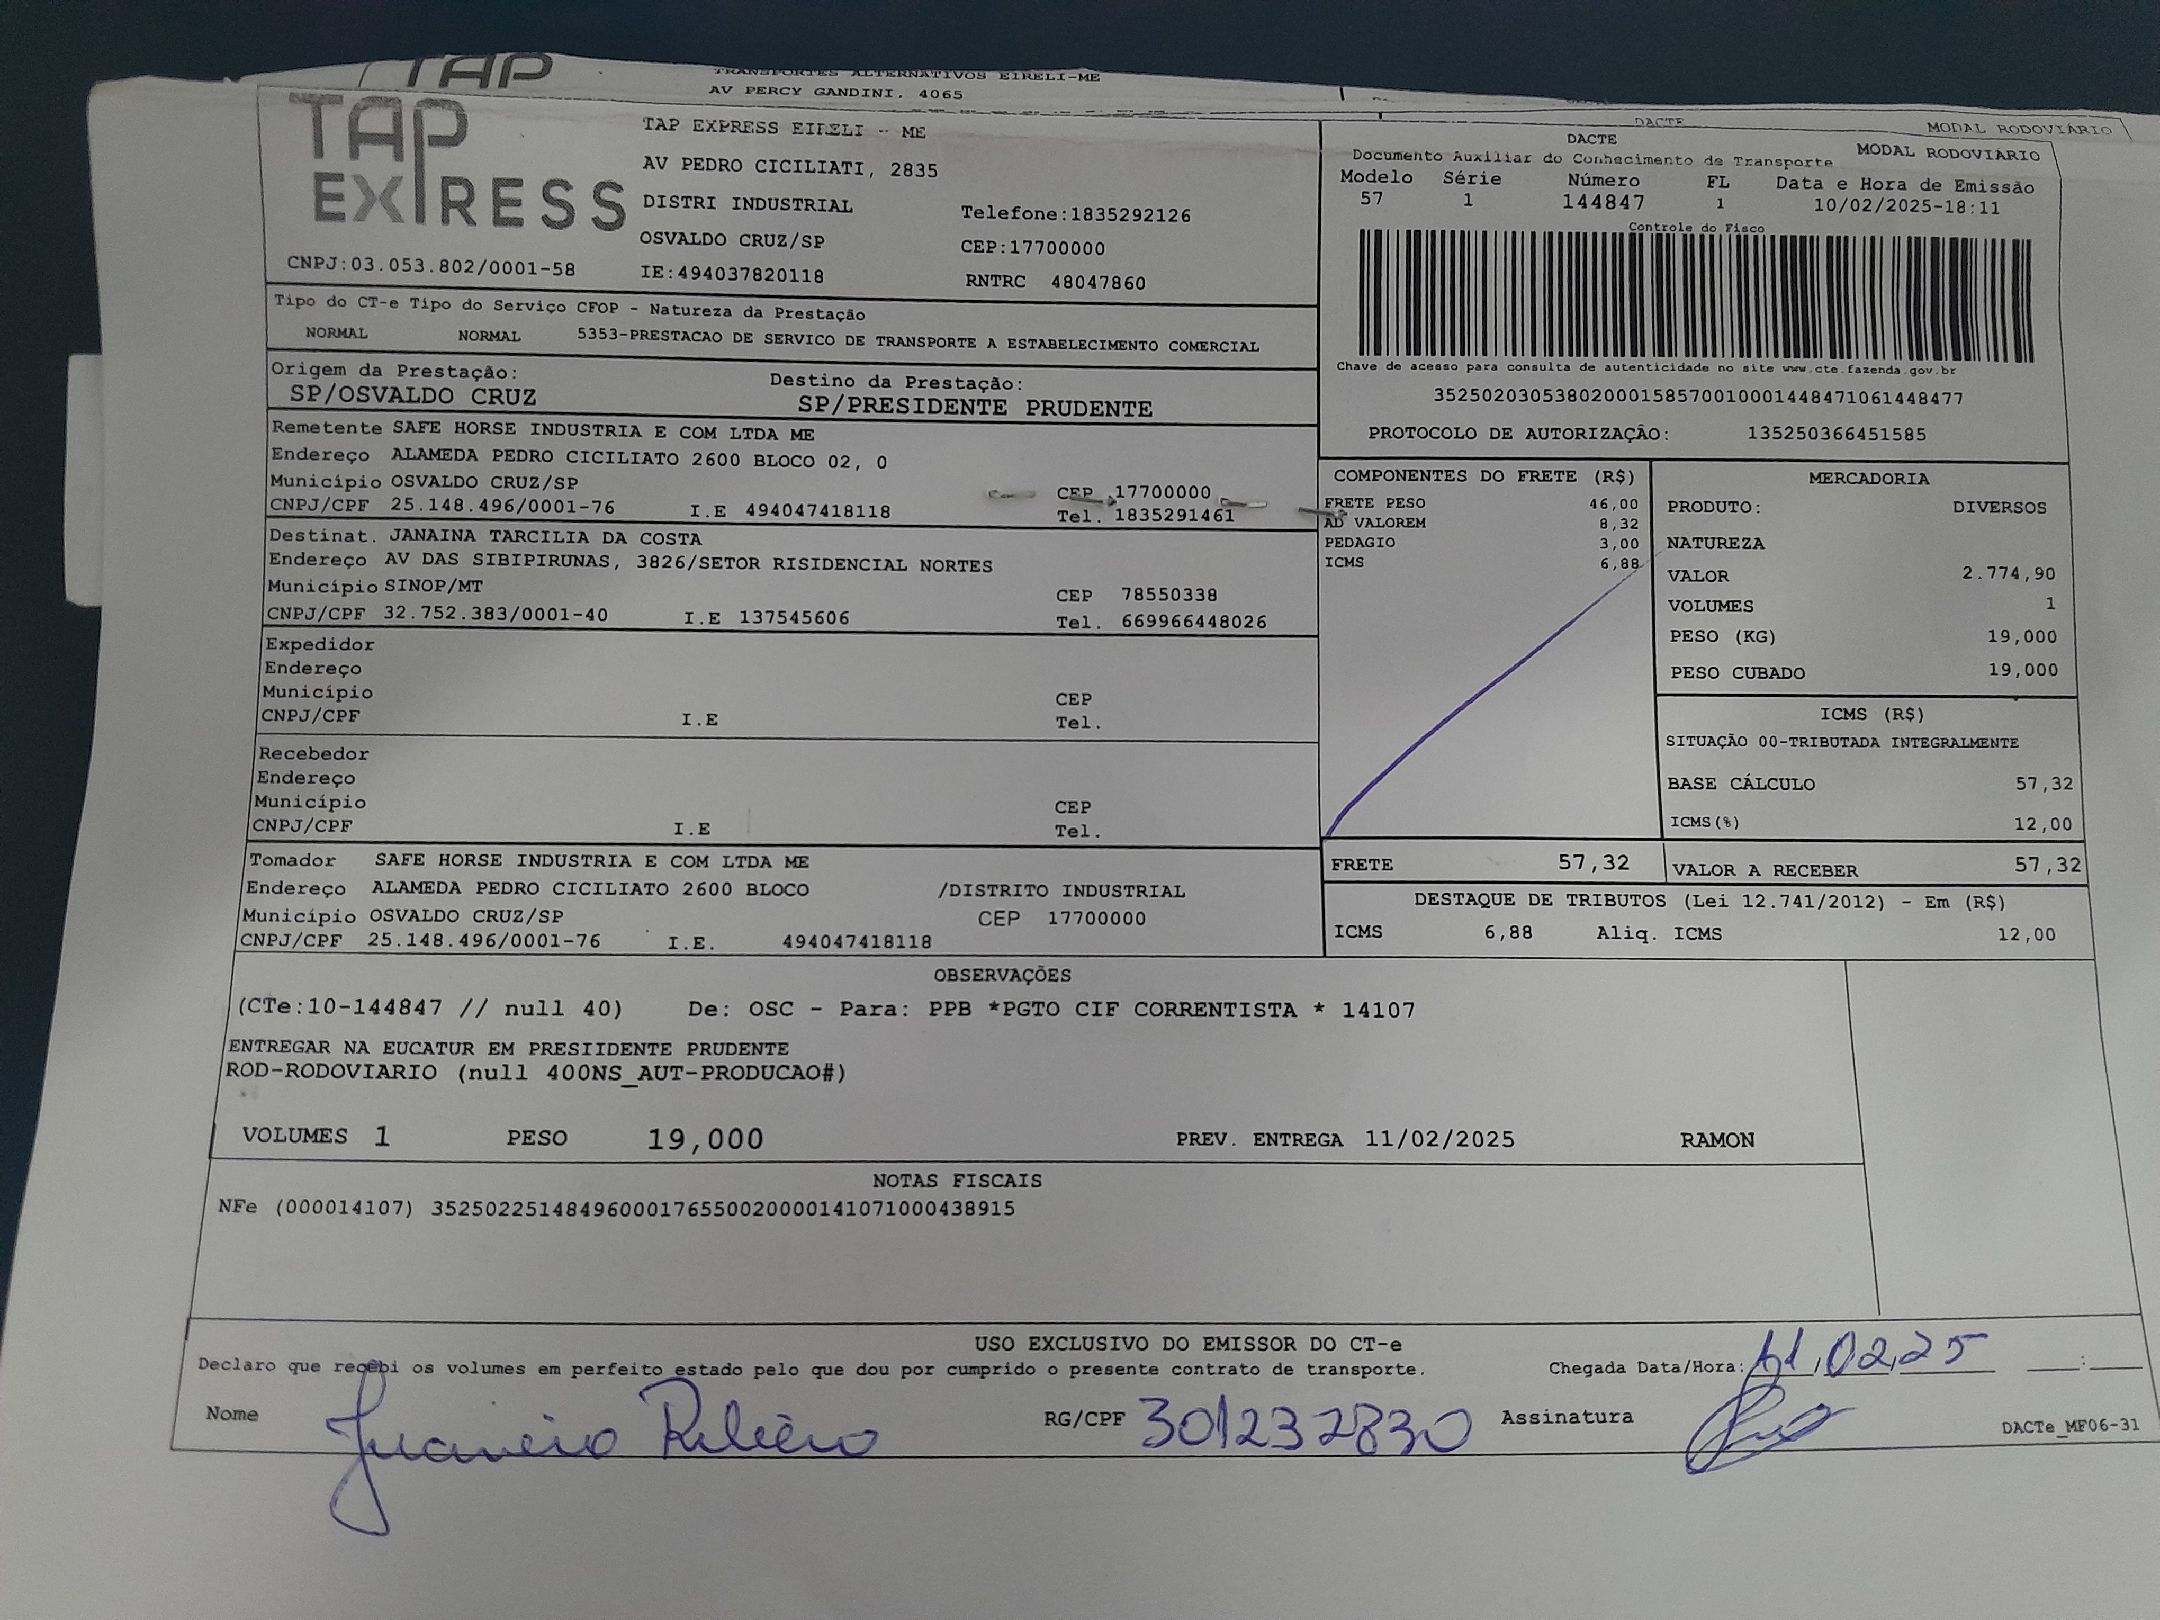 TAP
TRANSPORTES ALTERNATIVOS EIRELI-ME
AV PERCY GANDINI. 4065
TAP EXPRESS
CNPJ:03.053.802/0001-58
TAP EXPRESS EIRELI - ME
AV PEDRO CICILIATI, 2835
DISTRI INDUSTRIAL
Telefone:1835292126
OSVALDO CRUZ/SP
CEP:17700000
IE:494037820118
RNTRC 48047860
DACTE
MODAL RODOVIÁRIO
DACTE
Documento Auxiliar do Conhecimento de Transporte
MODAL RODOVIÁRIO
Modelo Série Número FL Data e Hora de Emissão
57 1 144847 1 10/02/2025-18:11
Controle do Fisco
Chave de acesso para consulta de autenticidade no site www.cte.fazenda.gov.br
35250203053802000158570010001448471061448477
PROTOCOLO DE AUTORIZAÇÃO: 135250366451585
Tipo do CT-e Tipo do Serviço CFOP - Natureza da Prestação
NORMAL NORMAL 5353-PRESTACAO DE SERVICO DE TRANSPORTE A ESTABELECIMENTO COMERCIAL
Origem da Prestação: Destino da Prestação:
SP/OSVALDO CRUZ SP/PRESIDENTE PRUDENTE
Remetente SAFE HORSE INDUSTRIA E COM LTDA ME
Endereço ALAMEDA PEDRO CICILIATO 2600 BLOCO 02, 0
Município OSVALDO CRUZ/SP CEP 17700000
CNPJ/CPF 25.148.496/0001-76 I.E 494047418118 Tel. 1835291461
Destinat. JANAINA TARCILIA DA COSTA
Endereço AV DAS SIBIPIRUNAS, 3826/SETOR RISIDENCIAL NORTES
Município SINOP/MT CEP 78550338
CNPJ/CPF 32.752.383/0001-40 I.E 137545606 Tel. 669966448026
Expedidor
Endereço
Município CEP
CNPJ/CPF I.E Tel.
Recebedor
Endereço
Município CEP
CNPJ/CPF I.E Tel.
Tomador SAFE HORSE INDUSTRIA E COM LTDA ME
Endereço ALAMEDA PEDRO CICILIATO 2600 BLOCO /DISTRITO INDUSTRIAL
Município OSVALDO CRUZ/SP CEP 17700000
CNPJ/CPF 25.148.496/0001-76 I.E. 494047418118
COMPONENTES DO FRETE (R$)
FRETE PESO 46,00
AD VALOREM 8,32
PEDAGIO 3,00
ICMS 6,88
MERCADORIA
PRODUTO: DIVERSOS
NATUREZA
VALOR 2.774,90
VOLUMES 1
PESO (KG) 19,000
PESO CUBADO 19,000
ICMS (R$)
SITUAÇÃO 00-TRIBUTADA INTEGRALMENTE
BASE CÁLCULO 57,32
ICMS(%) 12,00
FRETE 57,32 VALOR A RECEBER 57,32
DESTAQUE DE TRIBUTOS (Lei 12.741/2012) - Em (R$)
ICMS 6,88 Aliq. ICMS 12,00
OBSERVAÇÕES
(CTe:10-144847 // null 40) De: OSC - Para: PPB *PGTO CIF CORRENTISTA * 14107
ENTREGAR NA EUCATUR EM PRESIIDENTE PRUDENTE
ROD-RODOVIARIO (null 400NS_AUT-PRODUCAO#)
VOLUMES 1 PESO 19,000 PREV. ENTREGA 11/02/2025 RAMON
NOTAS FISCAIS
NFe (000014107) 35250225148496000176550020000141071000438915
USO EXCLUSIVO DO EMISSOR DO CT-e
Declaro que recebi os volumes em perfeito estado pelo que dou por cumprido o presente contrato de transporte. Chegada Data/Hora: 11/02/25 __:__
Nome Juaneiro Ribeiro RG/CPF 301232830 Assinatura
DACTe_MF06-31